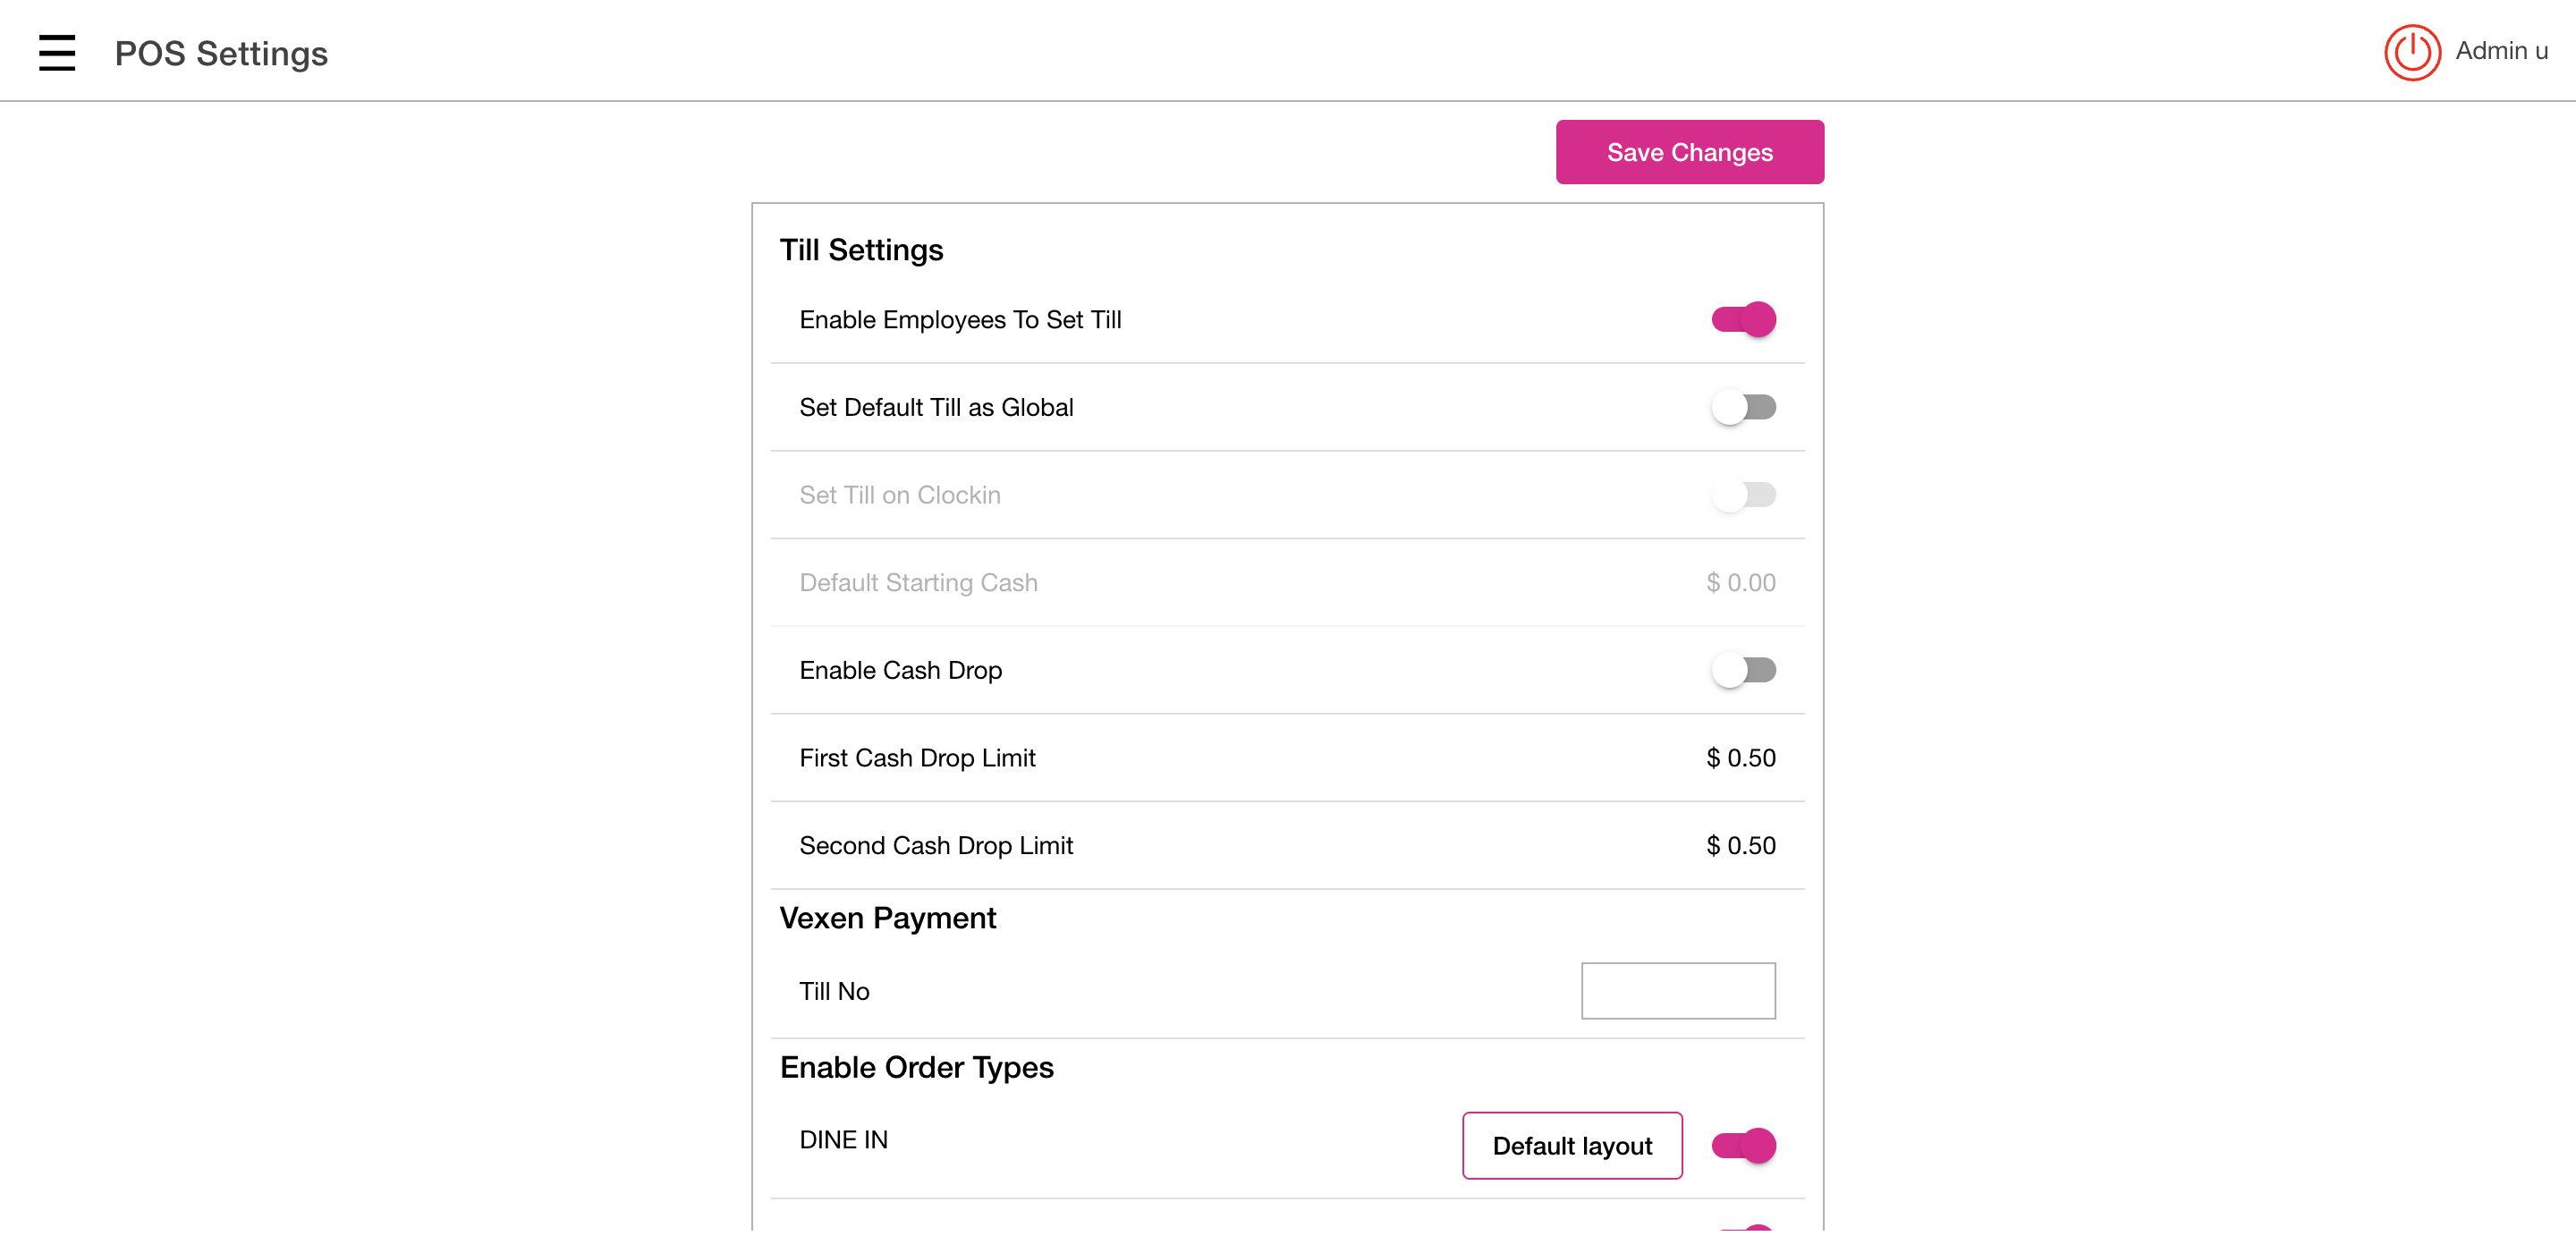 POS Settings
Admin u
Save Changes
Till Settings
Enable Employees To Set Till
Set Default Till as Global
Set Till on Clockin
Default Starting Cash
$ 0.00
Enable Cash Drop
First Cash Drop Limit
$ 0.50
Second Cash Drop Limit
$ 0.50
Vexen Payment
Till No
Enable Order Types
DINE IN
Default layout